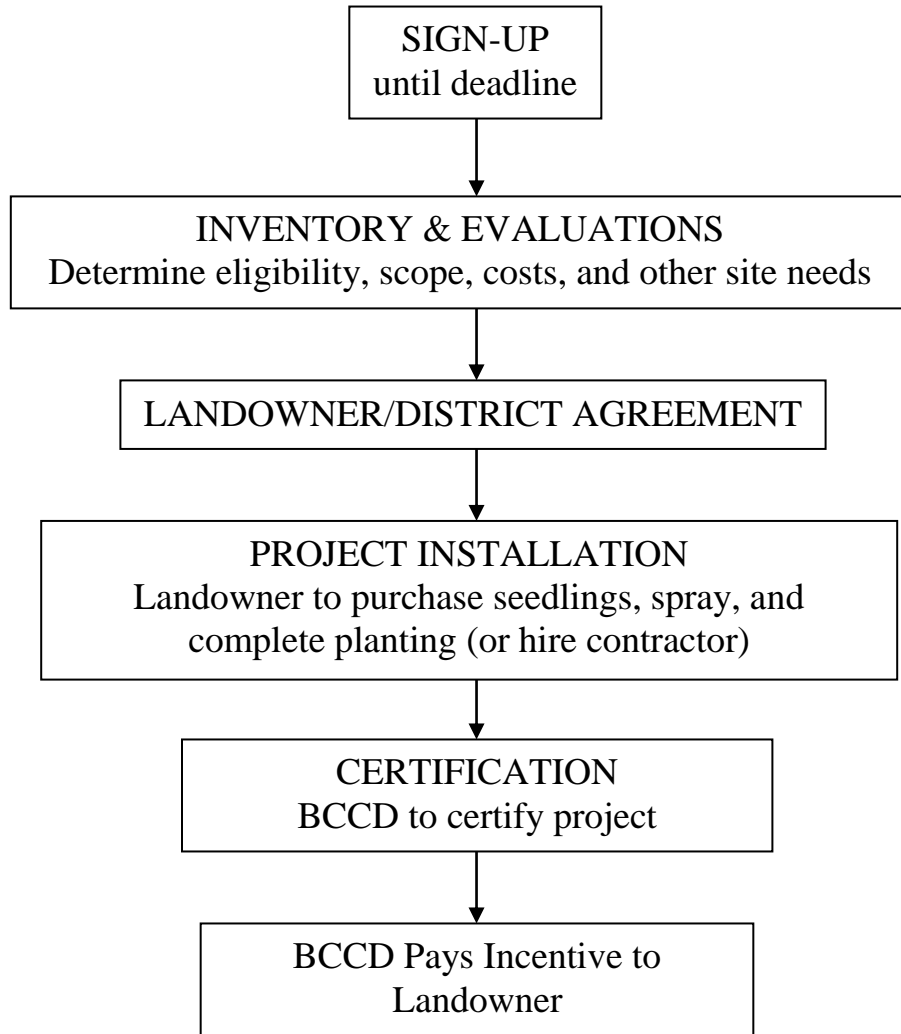 SIGN-UP
until deadline
INVENTORY & EVALUATIONS
Determine eligibility, scope, costs, and other site needs
LANDOWNER/DISTRICT AGREEMENT
PROJECT INSTALLATION
Landowner to purchase seedlings, spray, and
complete planting (or hire contractor)
CERTIFICATION
BCCD to certify project
BCCD Pays Incentive to
Landowner